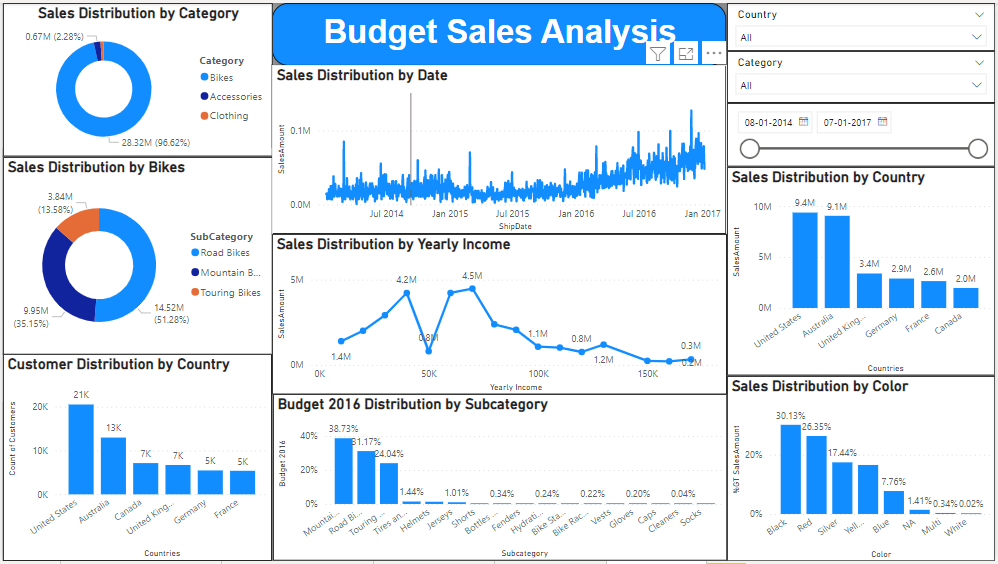 Budget Sales Analysis
Sales Distribution by Category
0.67M (2.28%)
28.32M (96.62%)
Category
Bikes
Accessories
Clothing
Sales Distribution by Bikes
3.84M
(13.58%)
9.95M
(35.15%)
14.52M
(51.28%)
SubCategory
Road Bikes
Mountain B...
Touring Bikes
Customer Distribution by Country
Count of Customers
20K
10K
0K
21K
13K
7K
7K
5K
5K
United States
Australia
Canada
United King...
Germany
France
Countries
Sales Distribution by Date
SalesAmount
0.1M
0.0M
Jul 2014
Jan 2015
Jul 2015
Jan 2016
Jul 2016
Jan 2017
ShipDate
Sales Distribution by Yearly Income
SalesAmount
5M
0M
1.4M
4.2M
0.8M
4.5M
1.1M
0.8M
1.2M
0.3M
0.2M
0K
50K
100K
150K
Yearly Income
Budget 2016 Distribution by Subcategory
Budget 2016
40%
20%
0%
38.73%
31.17%
24.04%
1.44%
1.01%
0.34%
0.24%
0.22%
0.20%
0.04%
Mountai...
Road Bi...
Touring ...
Tires an...
Helmets
Jerseys
Shorts
Bottles ...
Fenders
Hydrati...
Bike Sta...
Bike Rac...
Vests
Gloves
Caps
Cleaners
Socks
Subcategory
Country
All
Category
All
08-01-2014
07-01-2017
Sales Distribution by Country
SalesAmount
10M
5M
0M
9.4M
9.1M
3.4M
2.9M
2.6M
2.0M
United States
Australia
United King...
Germany
France
Canada
Countries
Sales Distribution by Color
%GT SalesAmount
20%
0%
30.13%
26.35%
17.44%
7.76%
1.41%
0.34%
0.02%
Black
Red
Silver
Yell...
Blue
NA
Multi
White
Color